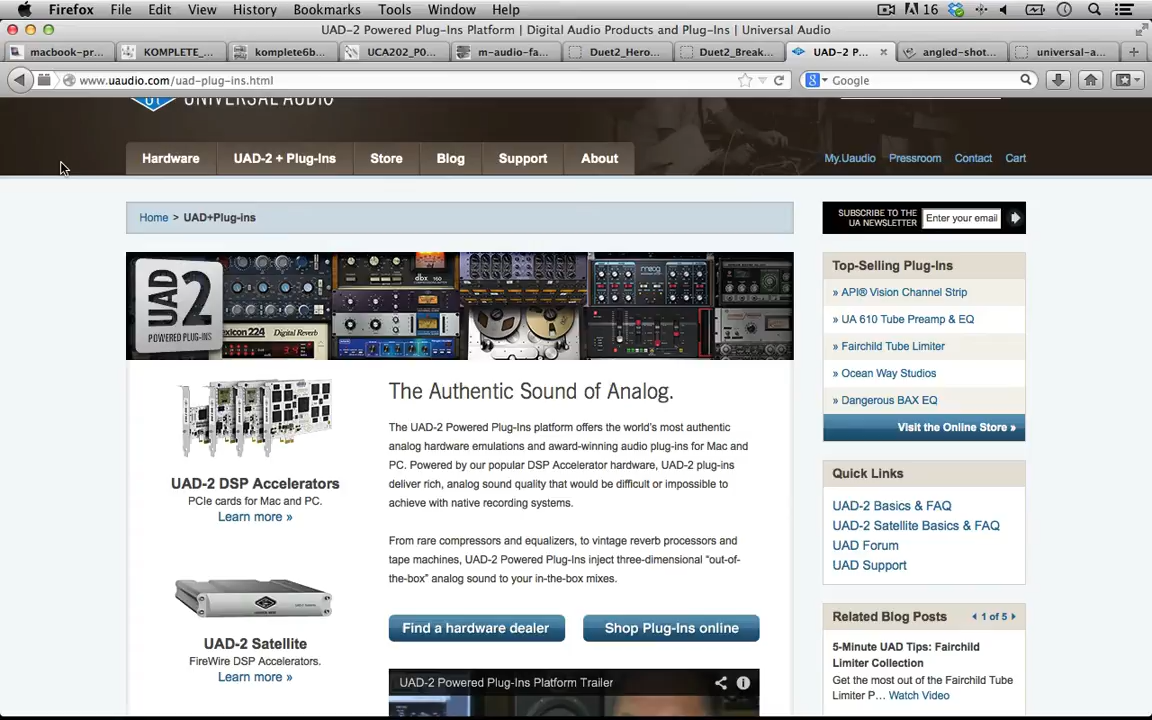 Firefox File Edit View History Bookmarks Tools Window Help 16
UAD-2 Powered Plug-Ins Platform | Digital Audio Products and Plug-Ins | Universal Audio
macbook-pr... KOMPLETE_... komplete6b... UCA202_P0... m-audio-fa... Duet2_Hero... Duet2_Break... UAD-2 P... angled-shot... universal-a...
www.uaudio.com/uad-plug-ins.html Google
UNIVERSAL AUDIO
Hardware UAD-2 + Plug-Ins Store Blog Support About
My.Uaudio Pressroom Contact Cart
Home > UAD+Plug-ins
SUBSCRIBE TO THE
UA NEWSLETTER
Enter your email
UAD2
POWERED PLUG-INS
lexicon 224 Digital Reverb
dbx 160
moog
UAD-2 DSP Accelerators
PCIe cards for Mac and PC.
Learn more »
UAD-2 Satellite
FireWire DSP Accelerators.
Learn more »
The Authentic Sound of Analog.
The UAD-2 Powered Plug-Ins platform offers the world's most authentic
analog hardware emulations and award-winning audio plug-ins for Mac and
PC. Powered by our popular DSP Accelerator hardware, UAD-2 plug-ins
deliver rich, analog sound quality that would be difficult or impossible to
achieve with native recording systems.
From rare compressors and equalizers, to vintage reverb processors and
tape machines, UAD-2 Powered Plug-Ins inject three-dimensional "out-of-
the-box" analog sound to your in-the-box mixes.
Find a hardware dealer Shop Plug-Ins online
UAD-2 Powered Plug-Ins Platform Trailer
Top-Selling Plug-Ins
» API® Vision Channel Strip
» UA 610 Tube Preamp & EQ
» Fairchild Tube Limiter
» Ocean Way Studios
» Dangerous BAX EQ
Visit the Online Store »
Quick Links
UAD-2 Basics & FAQ
UAD-2 Satellite Basics & FAQ
UAD Forum
UAD Support
Related Blog Posts 1 of 5
5-Minute UAD Tips: Fairchild
Limiter Collection
Get the most out of the Fairchild Tube
Limiter P... Watch Video